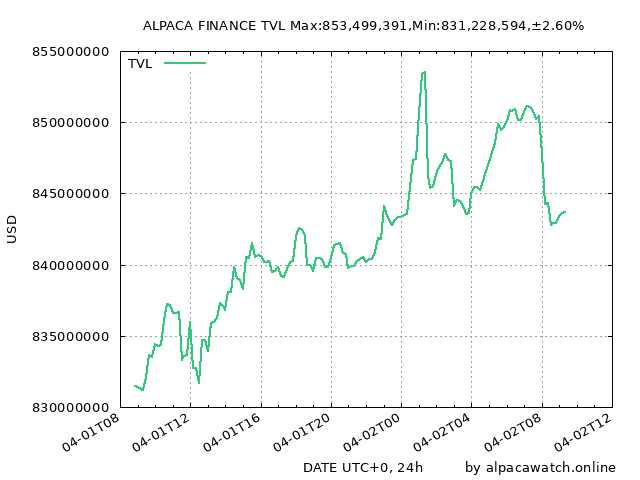 ALPACA FINANCE TVL Max:853,499,391,Min:831,228,594,±2.60%
855000000
TVL
850000000
845000000
USD
840000000
835000000
830000000
04-01T08
04-01T12
04-01T16
04-01T20
04-02T00
04-02T04
04-02T08
04-02T12
DATE UTC+0, 24h
by alpacawatch.online